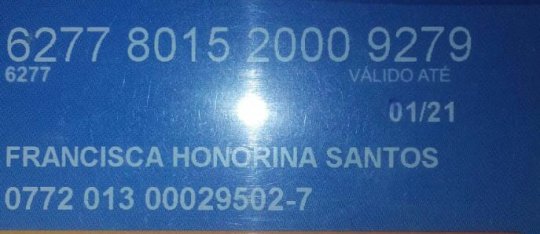 6277 8015 2000 9279
6277 VÁLIDO ATÉ
01/21
FRANCISCA HONORINA SANTOS
0772 013 00029502-7